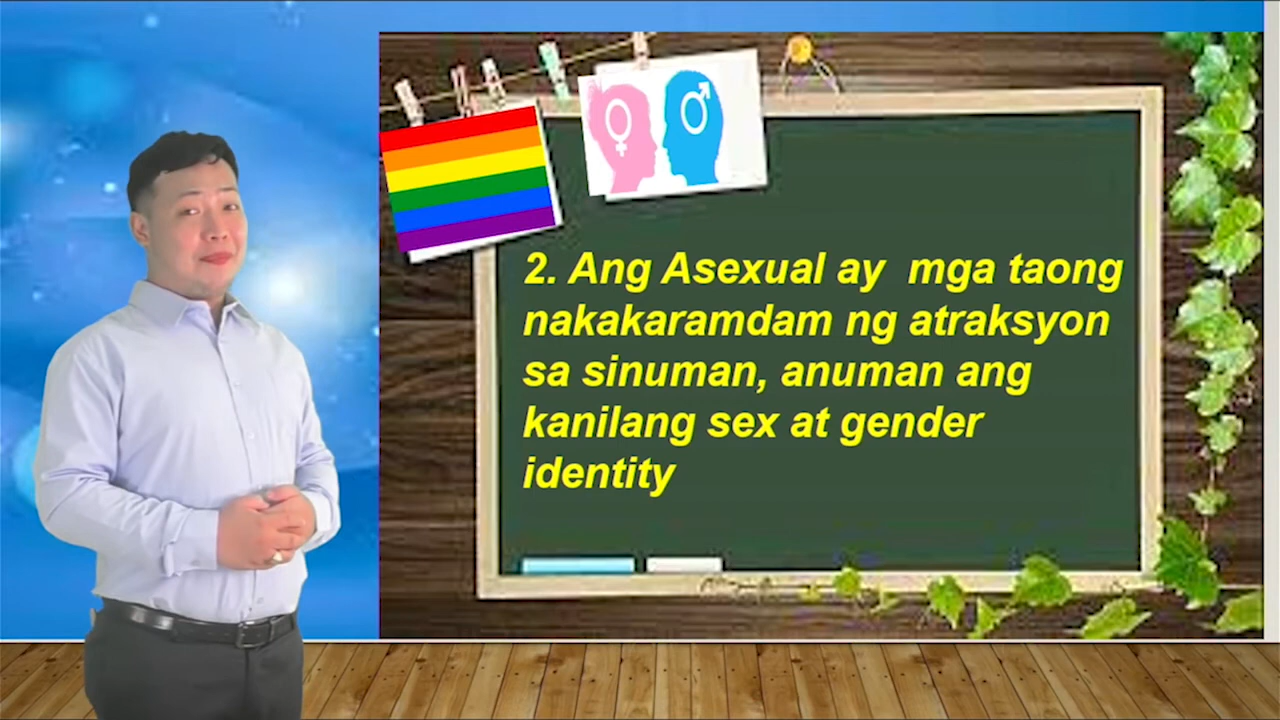 2. Ang Asexual ay mga taong
nakakaramdam ng atraksyon
sa sinuman, anuman ang
kanilang sex at gender
identity